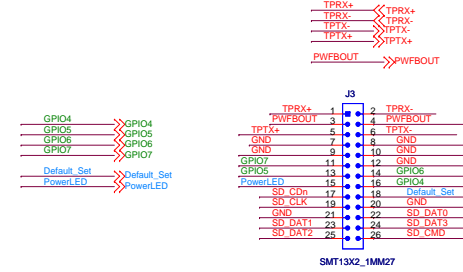 TPRX+ TPRX+
TPRX- TPRX-
TPTX- TPTX-
TPTX+ TPTX+
PWFBOUT PWFBOUT
J3
TPRX+ 1 2 TPRX-
PWFBOUT 3 4 PWFBOUT
TPTX+ 5 6 TPTX-
GND 7 8 GND
GND 9 10 GND
GPIO7 11 12 GND
GPIO5 13 14 GPIO6
PowerLED 15 16 GPIO4
SD_CDn 17 18 Default_Set
SD_CLK 19 20 GND
GND 21 22 SD_DAT0
SD_DAT1 23 24 SD_DAT3
SD_DAT2 25 26 SD_CMD
SMT13X2_1MM27
GPIO4 GPIO4
GPIO5 GPIO5
GPIO6 GPIO6
GPIO7 GPIO7
Default_Set Default_Set
PowerLED PowerLED